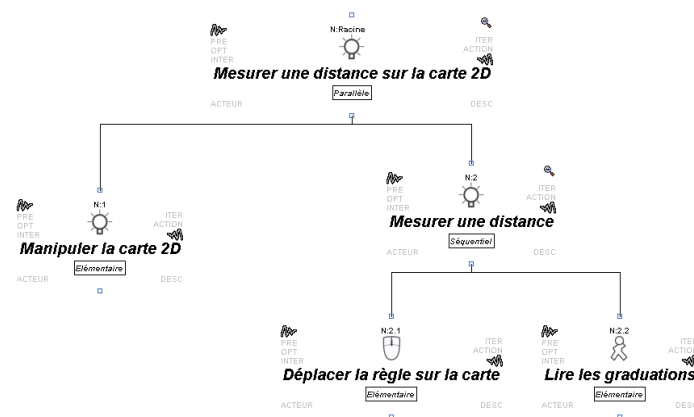 N:Racine
PRE
OPT
INTER
ITER
ACTION
Mesurer une distance sur la carte 2D
Parallèle
ACTEUR
DESC
N:1
PRE
OPT
INTER
ITER
ACTION
Manipuler la carte 2D
Elémentaire
ACTEUR
DESC
N:2
PRE
OPT
INTER
ITER
ACTION
Mesurer une distance
Séquentiel
ACTEUR
DESC
N:2.1
PRE
OPT
INTER
ITER
ACTION
Déplacer la règle sur la carte
Elémentaire
ACTEUR
DESC
N:2.2
PRE
OPT
INTER
ITE
ACTIO
Lire les graduations
Elémentaire
ACTEUR
DES